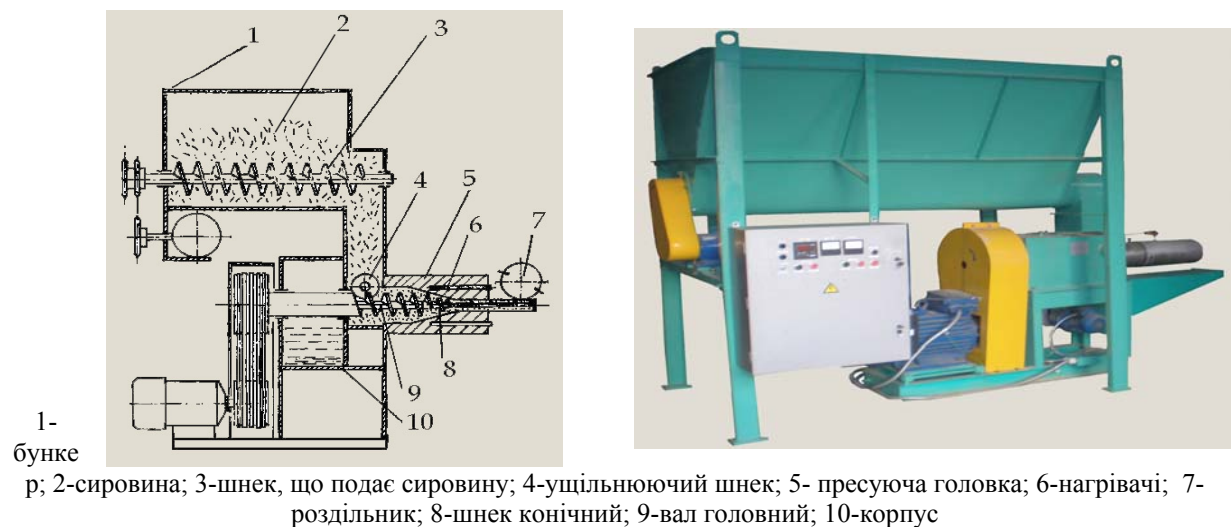 1 2 3
4 5 6 7
8
9
10
1-
бунке
р; 2-сировина; 3-шнек, що подає сировину; 4-ущільнюючий шнек; 5- пресуюча головка; 6-нагрівачі; 7-
роздільник; 8-шнек конічний; 9-вал головний; 10-корпус